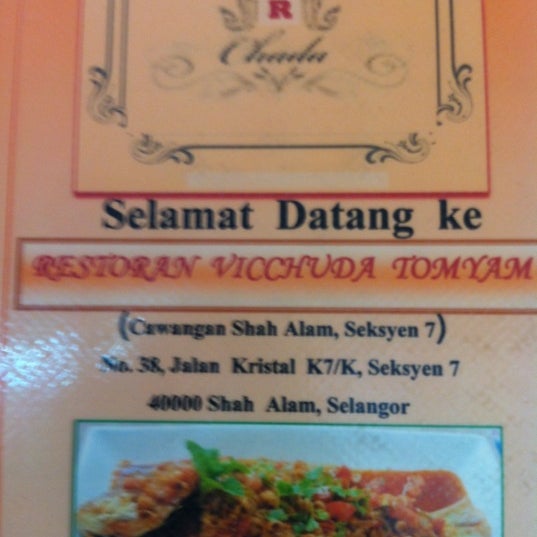 R
Chada
Selamat Datang ke
RESTORAN VICCHUDA TOMYAM
(Cawangan Shah Alam, Seksyen 7)
No. 38, Jalan Kristal K7/K, Seksyen 7
40000 Shah Alam, Selangor